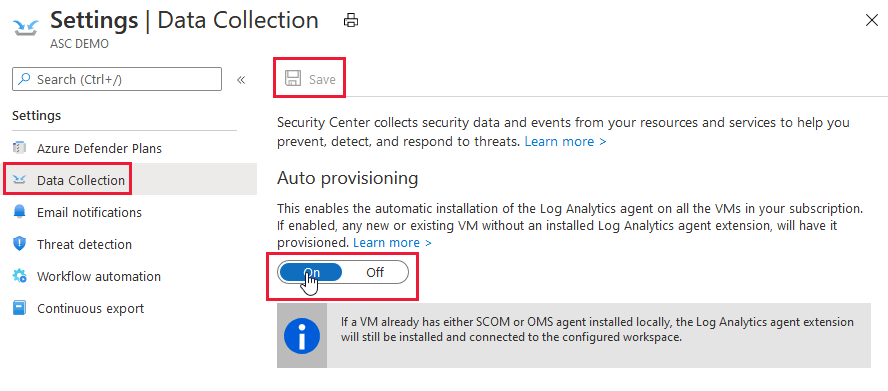 Settings | Data Collection
ASC DEMO
Search (Ctrl+/)
«
Settings
Azure Defender Plans
Data Collection
Email notifications
Threat detection
Workflow automation
Continuous export
Save
Security Center collects security data and events from your resources and services to help you
prevent, detect, and respond to threats. Learn more >
Auto provisioning
This enables the automatic installation of the Log Analytics agent on all the VMs in your subscription.
If enabled, any new or existing VM without an installed Log Analytics agent extension, will have it
provisioned. Learn more >
On Off
If a VM already has either SCOM or OMS agent installed locally, the Log Analytics agent extension
will still be installed and connected to the configured workspace.